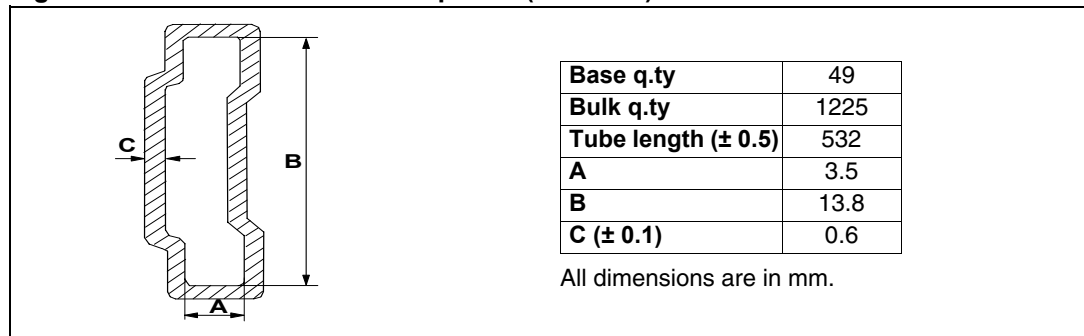 C
B
A
Base q.ty 49
Bulk q.ty 1225
Tube length (± 0.5) 532
A 3.5
B 13.8
C (± 0.1) 0.6
All dimensions are in mm.